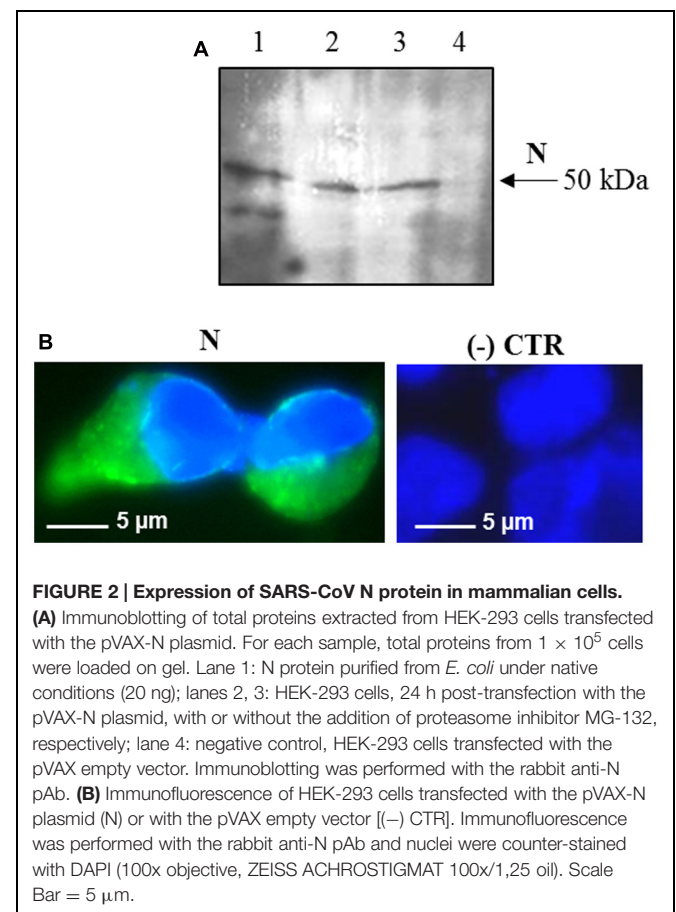 A 1 2 3 4
N
50 kDa
B N (-) CTR
5 μm 5 μm
FIGURE 2 | Expression of SARS-CoV N protein in mammalian cells.
(A) Immunoblotting of total proteins extracted from HEK-293 cells transfected
with the pVAX-N plasmid. For each sample, total proteins from 1 × 10⁵ cells
were loaded on gel. Lane 1: N protein purified from E. coli under native
conditions (20 ng); lanes 2, 3: HEK-293 cells, 24 h post-transfection with the
pVAX-N plasmid, with or without the addition of proteasome inhibitor MG-132,
respectively; lane 4: negative control, HEK-293 cells transfected with the
pVAX empty vector. Immunoblotting was performed with the rabbit anti-N
pAb. (B) Immunofluorescence of HEK-293 cells transfected with the pVAX-N
plasmid (N) or with the pVAX empty vector [(−) CTR]. Immunofluorescence
was performed with the rabbit anti-N pAb and nuclei were counter-stained
with DAPI (100x objective, ZEISS ACHROSTIGMAT 100x/1,25 oil). Scale
Bar = 5 μm.